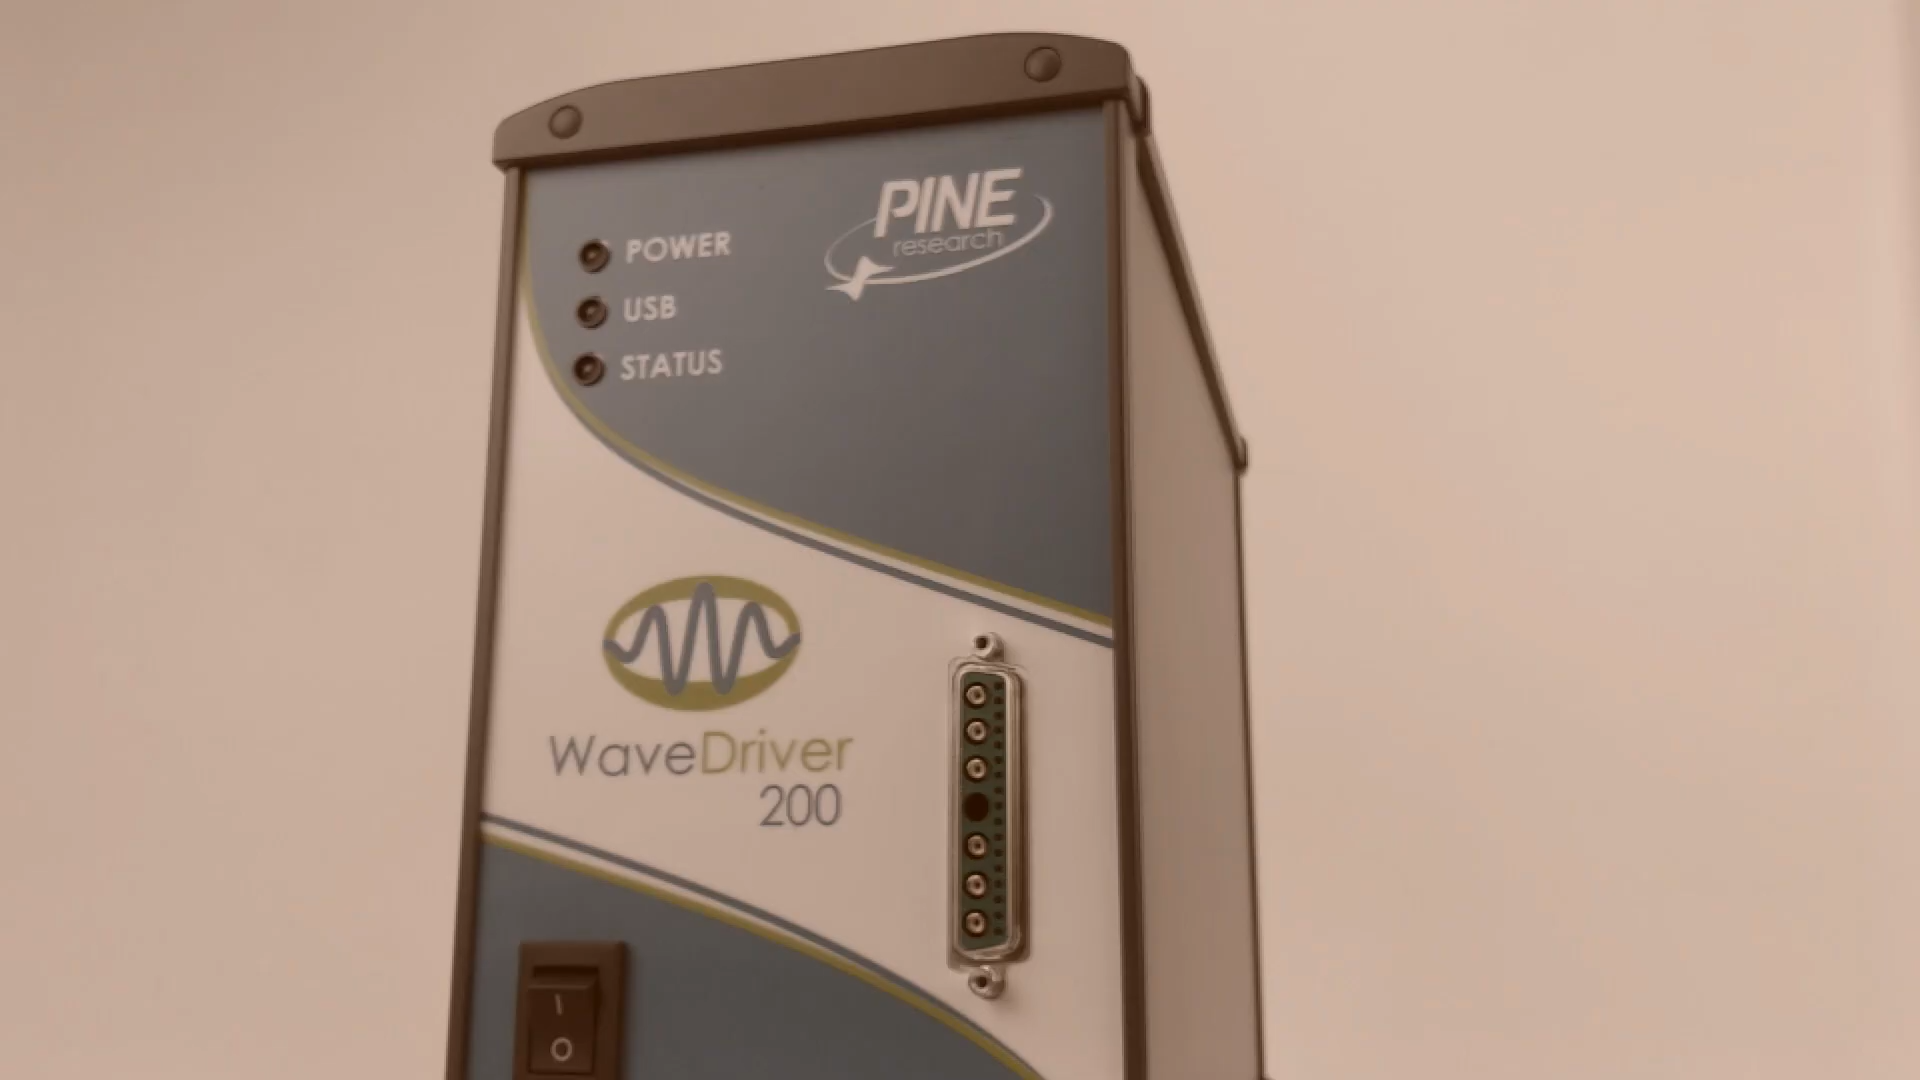 PINE
research
POWER
USB
STATUS
WaveDriver
200
I
O